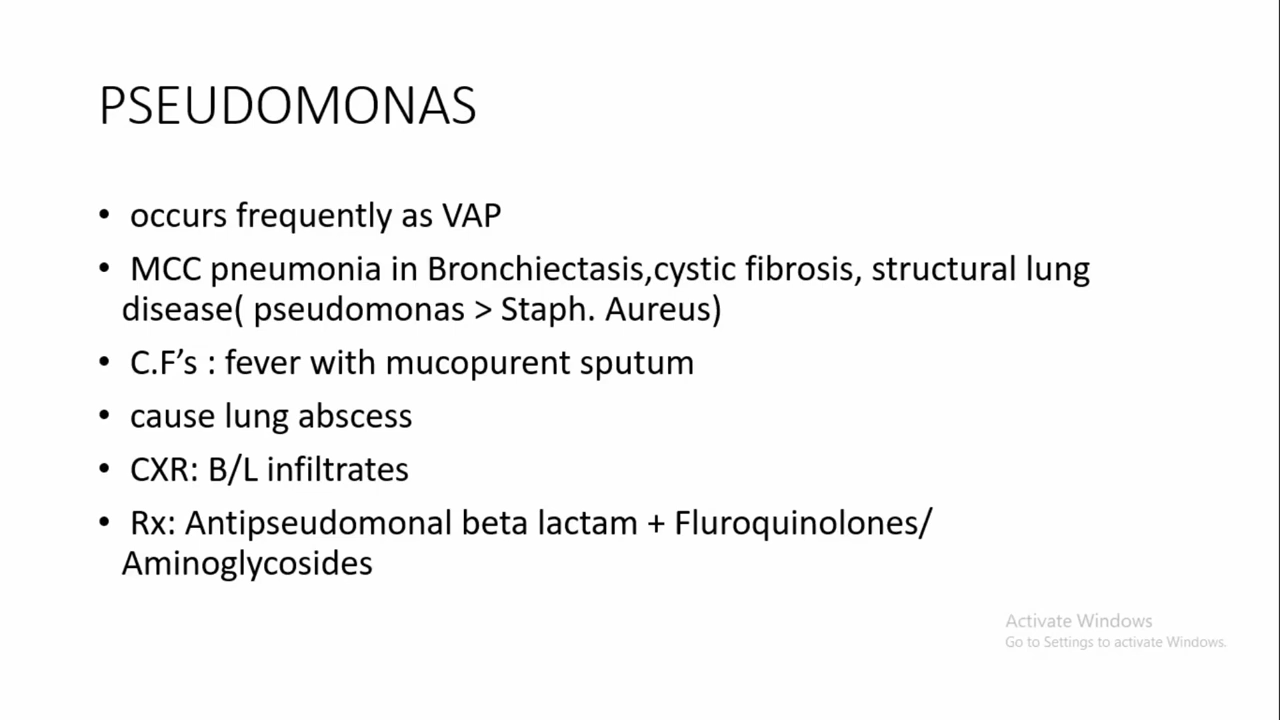 PSEUDOMONAS
• occurs frequently as VAP
• MCC pneumonia in Bronchiectasis,cystic fibrosis, structural lung
disease( pseudomonas > Staph. Aureus)
• C.F’s : fever with mucopurent sputum
• cause lung abscess
• CXR: B/L infiltrates
• Rx: Antipseudomonal beta lactam + Fluroquinolones/
Aminoglycosides
Activate Windows
Go to Settings to activate Windows.